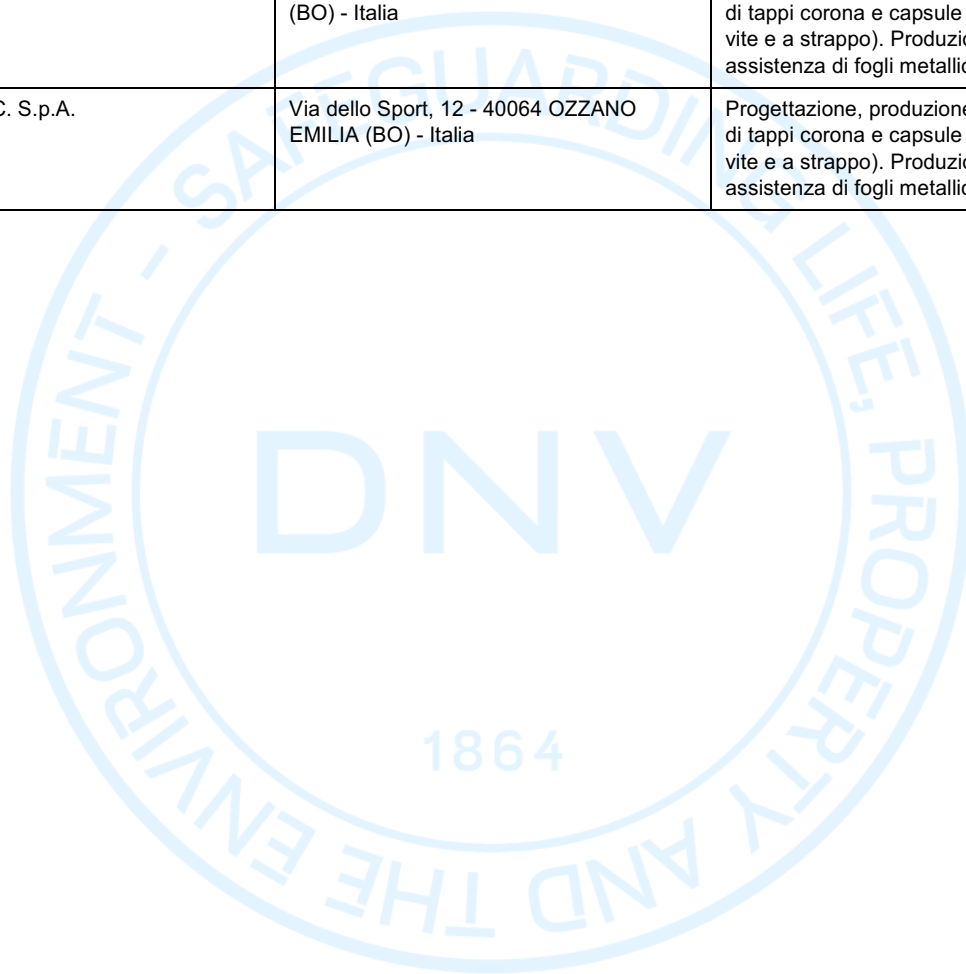 (BO) - Italia
di tappi corona e capsule
vite e a strappo). Produzio
assistenza di fogli metallic
C. S.p.A.
Via dello Sport, 12 - 40064 OZZANO
EMILIA (BO) - Italia
Progettazione, produzione
di tappi corona e capsule
vite e a strappo). Produzio
assistenza di fogli metallic
SAFEGUARDING LIFE, PROPERTY AND THE ENVIRONMENT -
DNV
1864